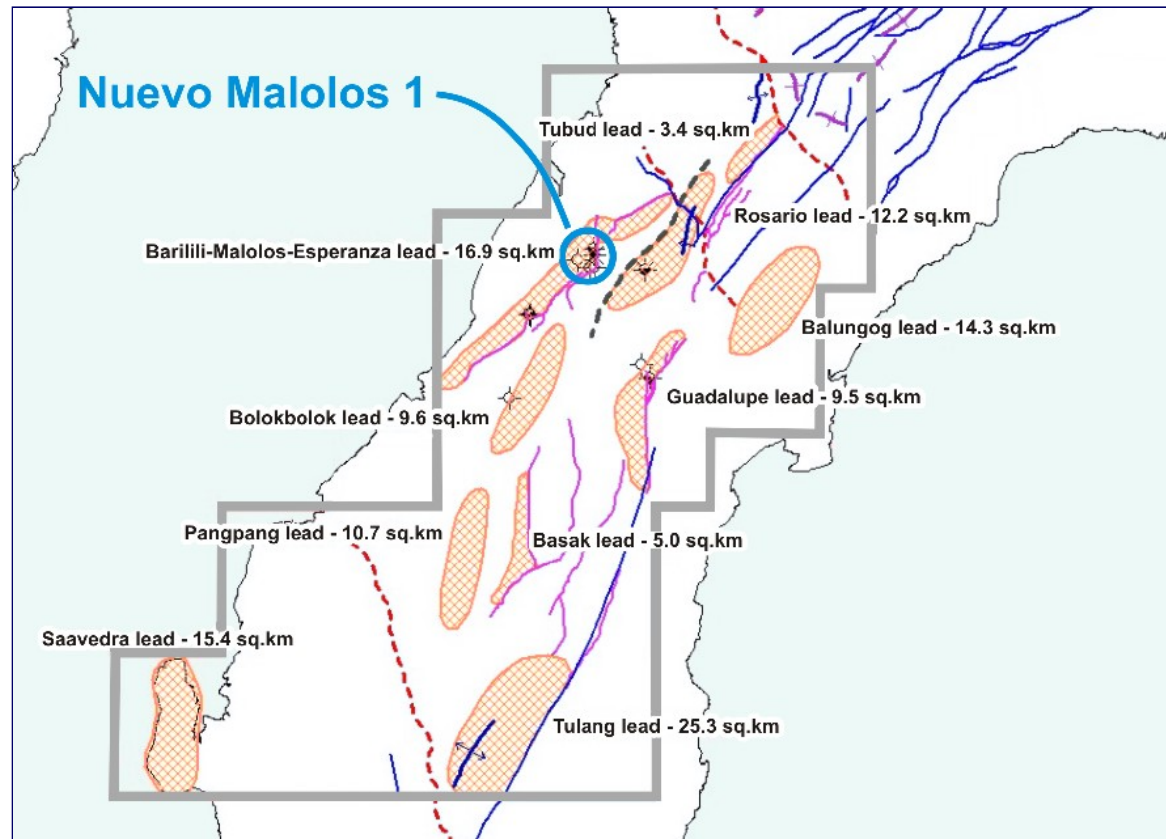 Nuevo Malolos 1
Tubud lead - 3.4 sq.km
Rosario lead - 12.2 sq.km
Barilili-Malolos-Esperanza lead - 16.9 sq.km
Balungog lead - 14.3 sq.km
Guadalupe lead - 9.5 sq.km
Bolokbolok lead - 9.6 sq.km
Pangpang lead - 10.7 sq.km
Basak lead - 5.0 sq.km
Saavedra lead - 15.4 sq.km
Tulang lead - 25.3 sq.km